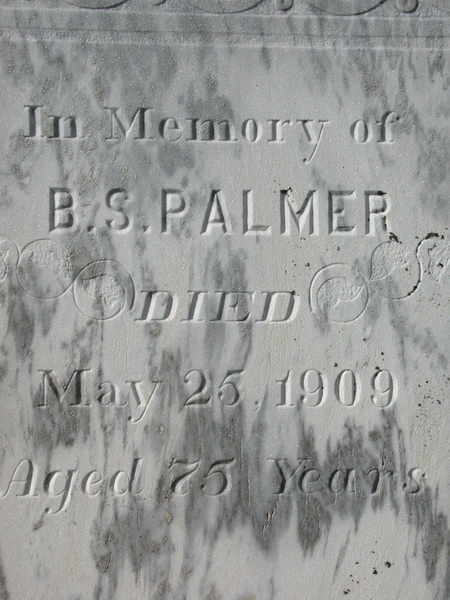 In Memory of
B.S.PALMER
DIED
May 25, 1909
Aged 75 Years